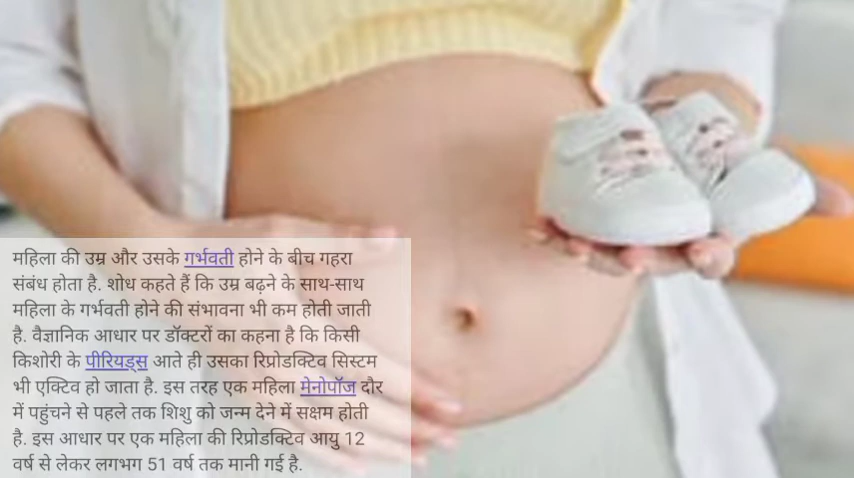 महिला की उम्र और उसके गर्भवती होने के बीच गहरा
संबंध होता है. शोध कहते हैं कि उम्र बढ़ने के साथ-साथ
महिला के गर्भवती होने की संभावना भी कम होती जाती
है. वैज्ञानिक आधार पर डॉक्टरों का कहना है कि किसी
किशोरी के पीरियड्स आते ही उसका रिप्रोडक्टिव सिस्टम
भी एक्टिव हो जाता है. इस तरह एक महिला मेनोपॉज दौर
में पहुंचने से पहले तक शिशु को जन्म देने में सक्षम होती
है. इस आधार पर एक महिला की रिप्रोडक्टिव आयु 12
वर्ष से लेकर लगभग 51 वर्ष तक मानी गई है.